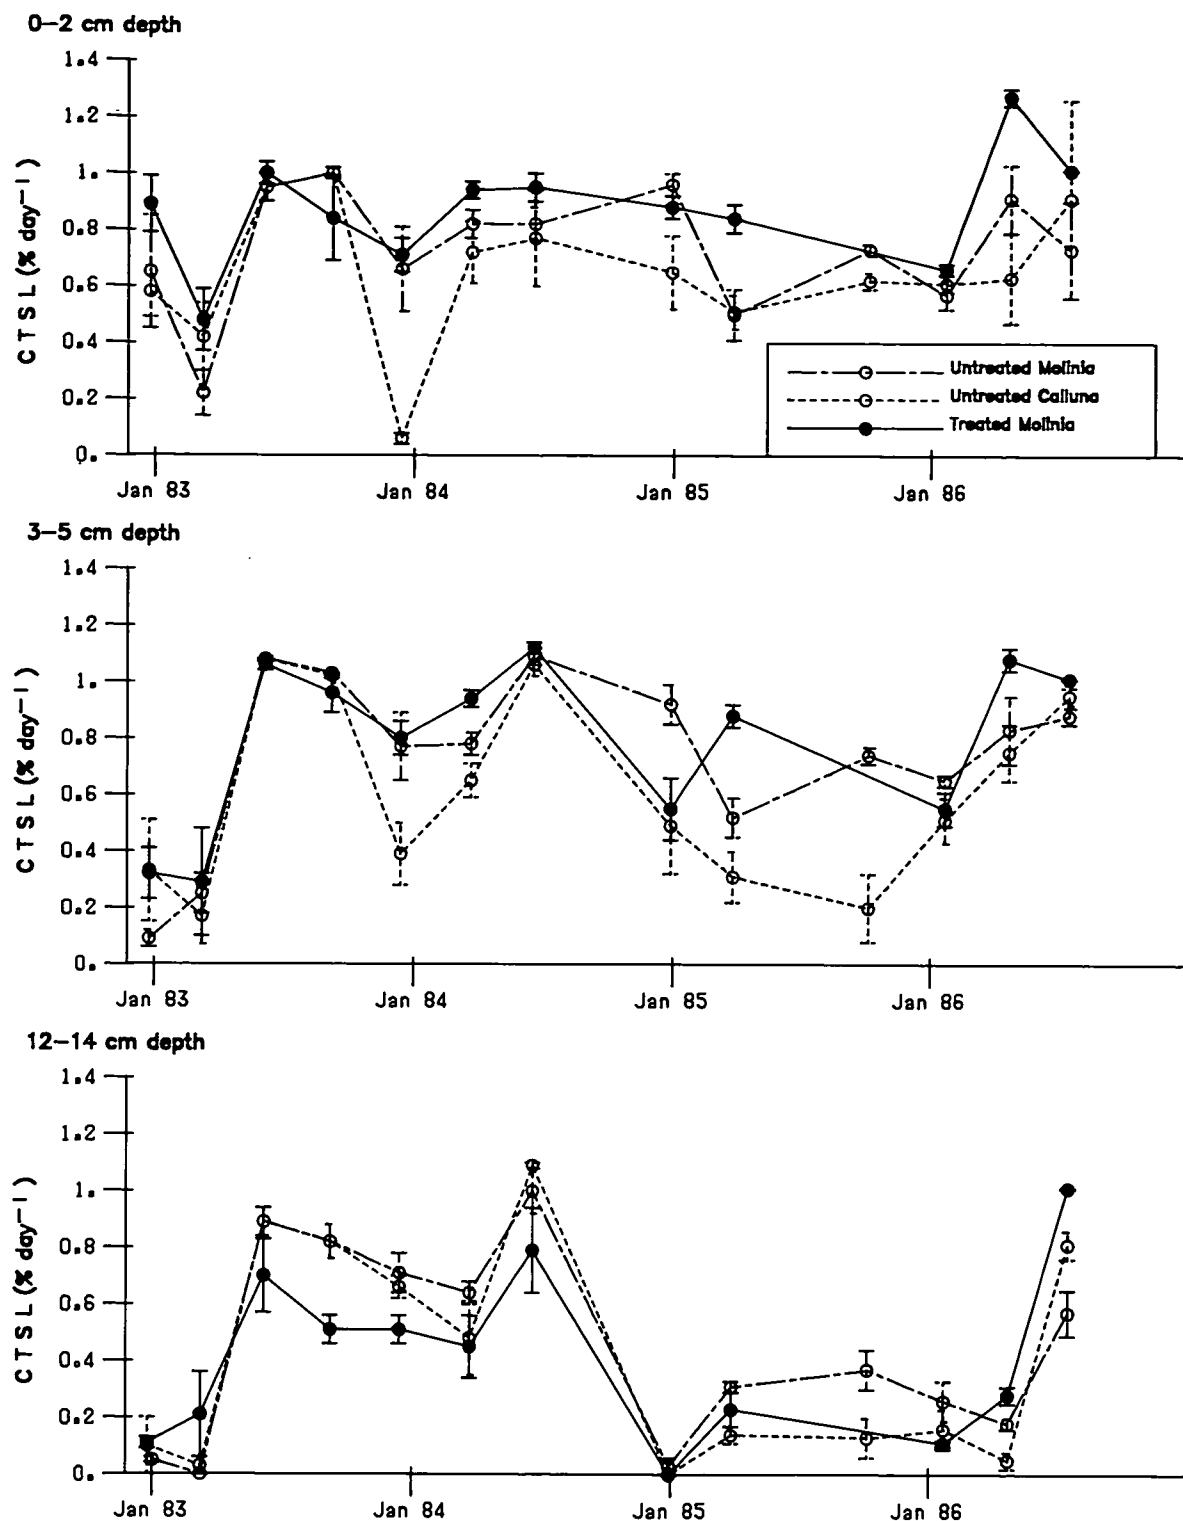 0–2 cm depth
1.4
1.2
1.
0.8
0.6
0.4
0.2
0.
CTSL (% day⁻¹)
Untreated Molinia
Untreated Calluna
Treated Molinia
Jan 83 Jan 84 Jan 85 Jan 86
3–5 cm depth
1.4
1.2
1.
0.8
0.6
0.4
0.2
0.
CTSL (% day⁻¹)
Jan 83 Jan 84 Jan 85 Jan 86
12–14 cm depth
1.4
1.2
1.
0.8
0.6
0.4
0.2
0.
CTSL (% day⁻¹)
Jan 83 Jan 84 Jan 85 Jan 86